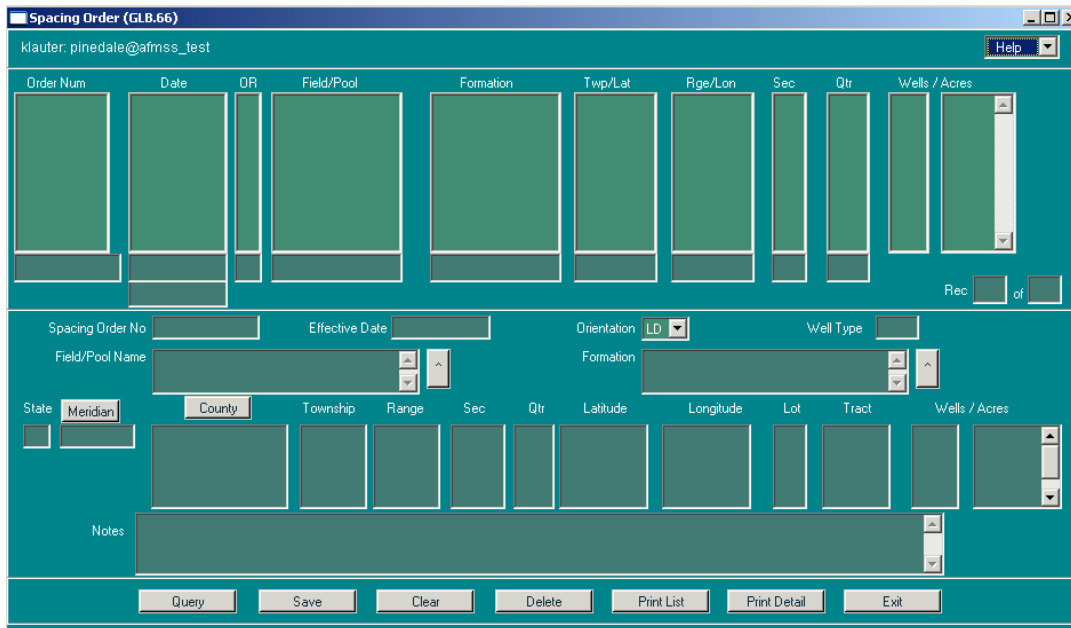 Spacing Order (GLB.66)
klauter: pinedale@afmss_test Help
Order Num Date OR Field/Pool Formation Twp/Lat Rge/Lon Sec Qtr Wells / Acres
Rec of
Spacing Order No Effective Date Orientation LD Well Type
Field/Pool Name ^ Formation ^
State Meridian County Township Range Sec Qtr Latitude Longitude Lot Tract Wells / Acres
Notes
Query Save Clear Delete Print List Print Detail Exit